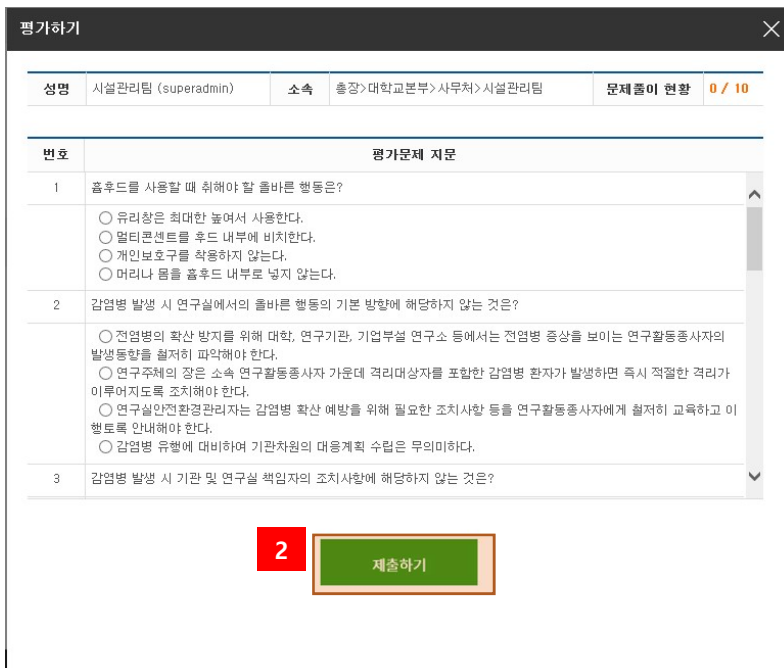 평가하기
성명 시설관리팀 (superadmin) 소속 총장>대학교본부>사무처>시설관리팀 문제풀이 현황 0 / 10
번호 평가문제 지문
1 흄후드를 사용할 때 취해야 할 올바른 행동은?
유리창은 최대한 높여서 사용한다.
멀티콘센트를 후드 내부에 비치한다.
개인보호구를 착용하지 않는다.
머리나 몸을 흄후드 내부로 넣지 않는다.
2 감염병 발생 시 연구실에서의 올바른 행동의 기본 방향에 해당하지 않는 것은?
전염병의 확산 방지를 위해 대학, 연구기관, 기업부설 연구소 등에서는 전염병 증상을 보이는 연구활동종사자의
발생동향을 철저히 파악해야 한다.
연구주체의 장은 소속 연구활동종사자 가운데 격리대상자를 포함한 감염병 환자가 발생하면 즉시 적절한 격리가
이루어지도록 조치해야 한다.
연구실안전환경관리자는 감염병 확산 예방을 위해 필요한 조치사항 등을 연구활동종사자에게 철저히 교육하고 이
행토록 안내해야 한다.
감염병 유행에 대비하여 기관차원의 대응계획 수립은 무의미하다.
3 감염병 발생 시 기관 및 연구실 책임자의 조치사항에 해당하지 않는 것은?
2
제출하기